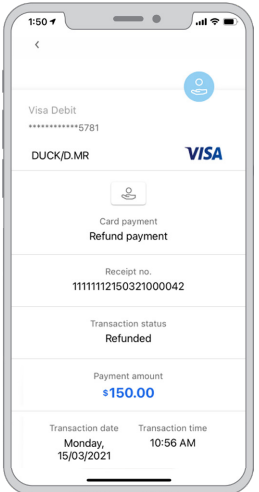 1:50
Visa Debit
************5781
DUCK/D.MR
VISA
Card payment
Refund payment
Receipt no.
11111112150321000042
Transaction status
Refunded
Payment amount
$150.00
Transaction date
Monday,
15/03/2021
Transaction time
10:56 AM